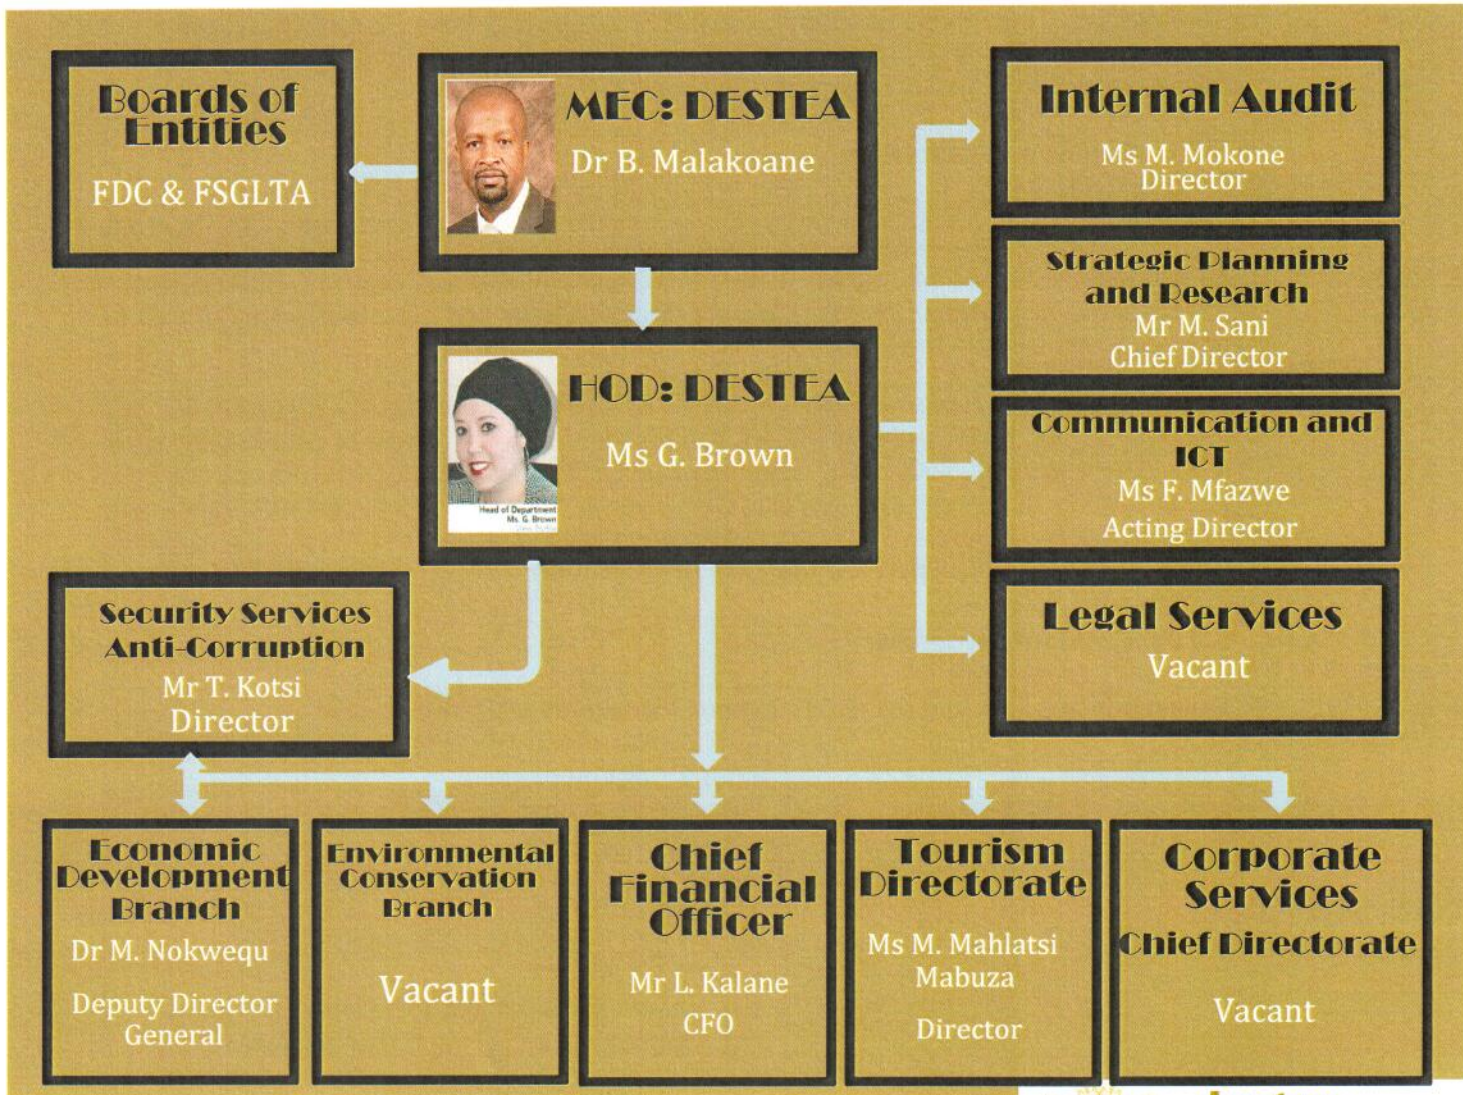 Boards of
Entities
FDC & FSGLTA
MEC: DESTEA
Dr B. Malakoane
Internal Audit
Ms M. Mokone
Director
Strategic Planning
and Research
Mr M. Sani
Chief Director
HOD: DESTEA
Ms G. Brown
Head of Department
Ms. G. Brown
Communication and
ICT
Ms F. Mfazwe
Acting Director
Legal Services
Vacant
Security Services
Anti-Corruption
Mr T. Kotsi
Director
Economic
Development
Branch
Dr M. Nokwequ
Deputy Director
General
Environmental
Conservation
Branch
Vacant
Chief
Financial
Officer
Mr L. Kalane
CFO
Tourism
Directorate
Ms M. Mahlatsi
Mabuza
Director
Corporate
Services
Chief Directorate
Vacant